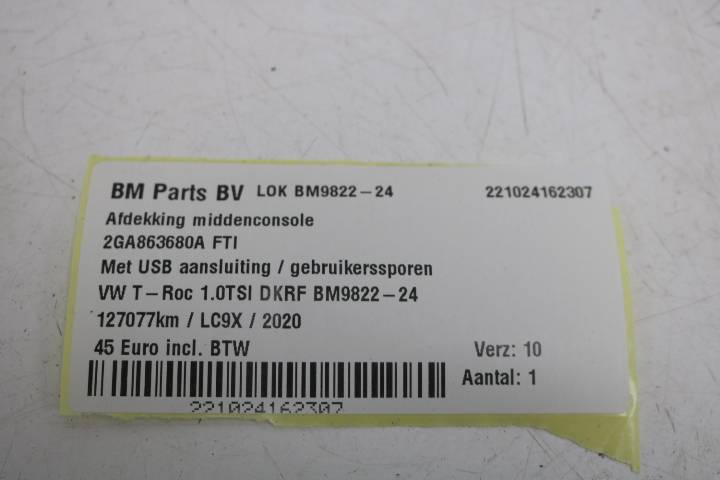 BM Parts BV LOK BM9822-24 221024162307
Afdekking middenconsole
2GA863680A FTI
Met USB aansluiting / gebruikerssporen
VW T-Roc 1.0TSI DKRF BM9822-24
127077km / LC9X / 2020
45 Euro incl. BTW Verz: 10
Aantal: 1
221024162307